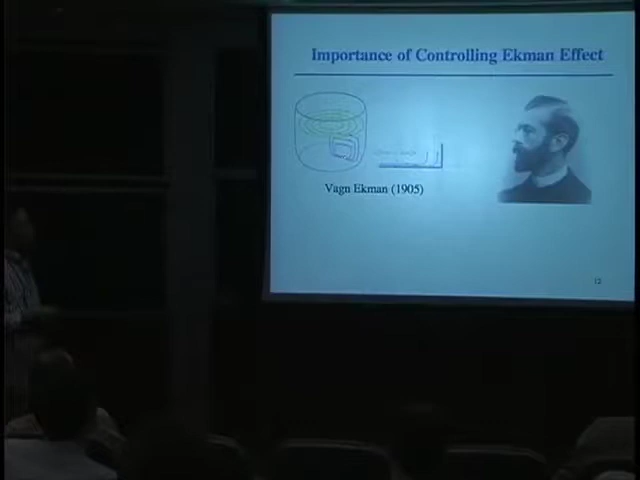 Importance of Controlling Ekman Effect
Vagn Ekman (1905)
12